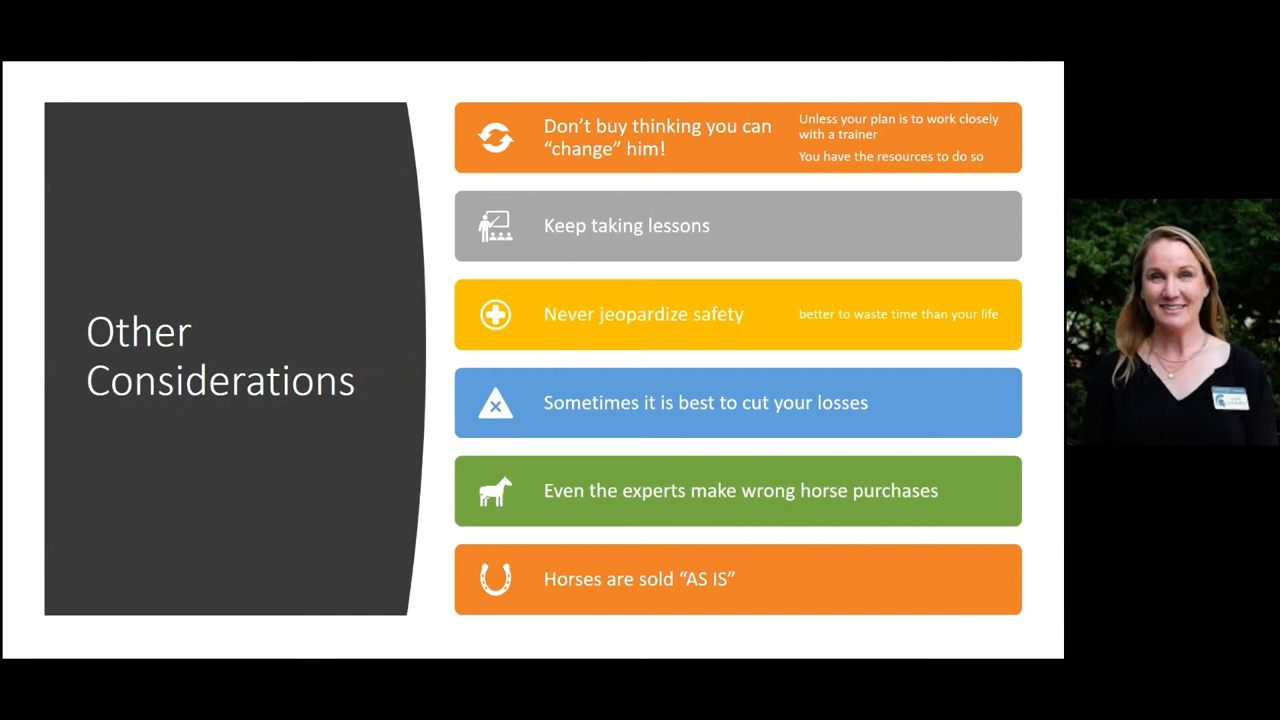 Other
Considerations
Don't buy thinking you can
“change” him!
Unless your plan is to work closely
with a trainer
You have the resources to do so
Keep taking lessons
Never jeopardize safety
better to waste time than your life
Sometimes it is best to cut your losses
Even the experts make wrong horse purchases
Horses are sold “AS IS”